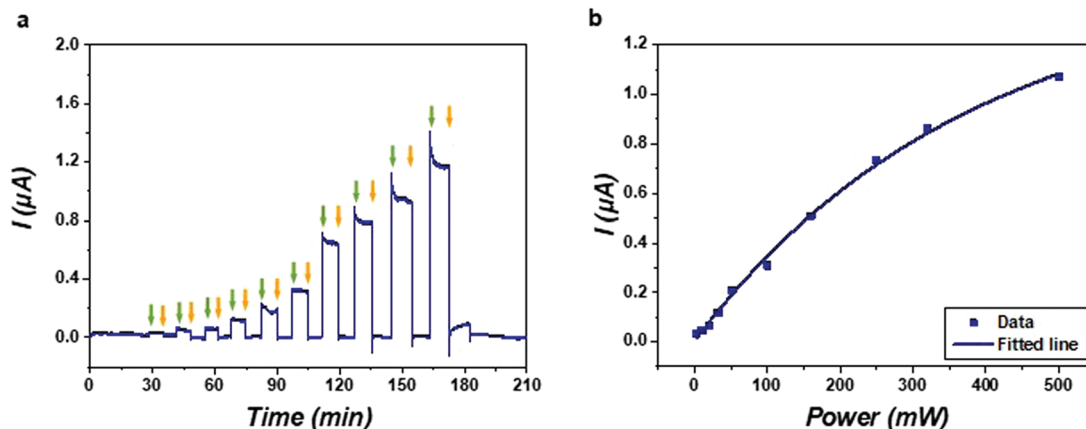 a
2.0
1.6
1.2
0.8
0.4
0.0
I (µA)
0 30 60 90 120 150 180 210
Time (min)
b
1.2
1.0
0.8
0.6
0.4
0.2
0.0
I (µA)
Data
Fitted line
0 100 200 300 400 500
Power (mW)